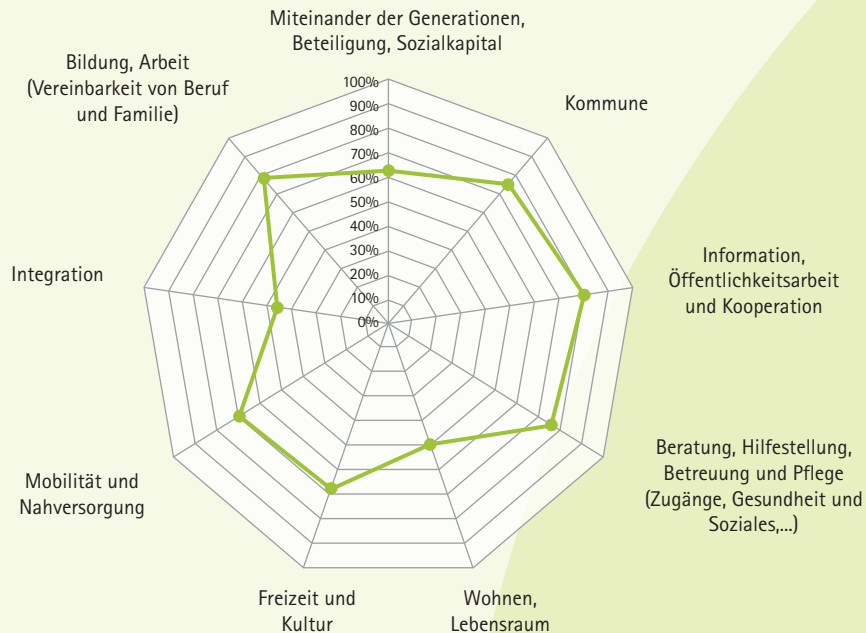 Miteinander der Generationen,
Beteiligung, Sozialkapital
Bildung, Arbeit
(Vereinbarkeit von Beruf
und Familie)
Kommune
100%
90%
80%
70%
60%
50%
40%
30%
20%
10%
0%
Integration
Information,
Öffentlichkeitsarbeit
und Kooperation
Mobilität und
Nahversorgung
Beratung, Hilfestellung,
Betreuung und Pflege
(Zugänge, Gesundheit und
Soziales,...)
Freizeit und
Kultur
Wohnen,
Lebensraum